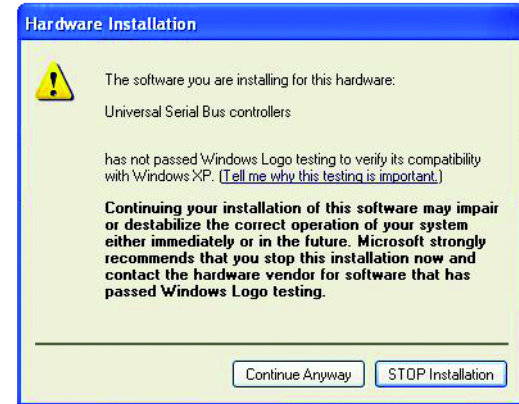 Hardware Installation
The software you are installing for this hardware:
Universal Serial Bus controllers
has not passed Windows Logo testing to verify its compatibility
with Windows XP. (Tell me why this testing is important.)
Continuing your installation of this software may impair
or destabilize the correct operation of your system
either immediately or in the future. Microsoft strongly
recommends that you stop this installation now and
contact the hardware vendor for software that has
passed Windows Logo testing.
Continue Anyway
STOP Installation